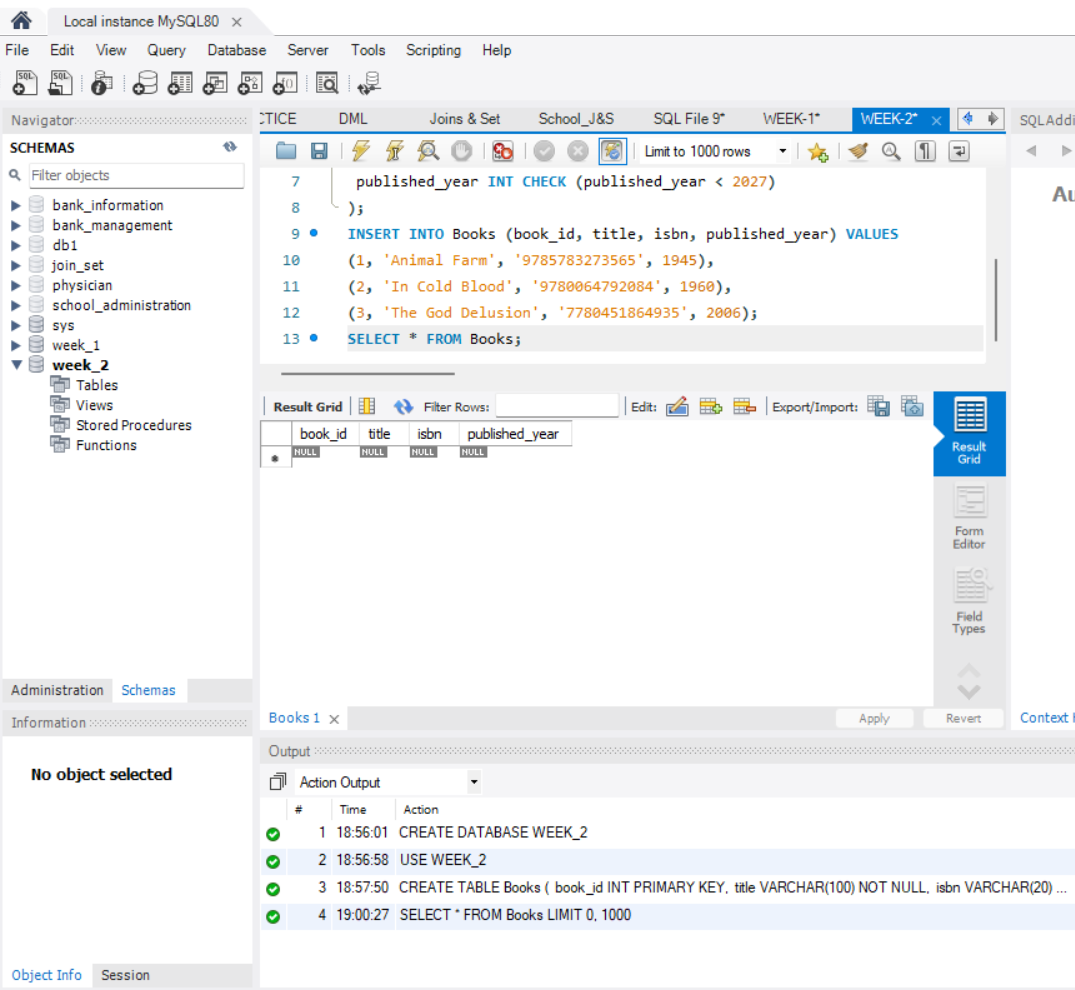 Local instance MySQL80
File Edit View Query Database Server Tools Scripting Help
SQL SQL
Navigator
SCHEMAS
Filter objects
bank_information
bank_management
db1
join_set
physician
school_administration
sys
week_1
week_2
Tables
Views
Stored Procedures
Functions
Administration Schemas
Information
No object selected
Object Info Session
CTICE DML Joins & Set School_J&S SQL File 9* WEEK-1* WEEK-2*
Limit to 1000 rows
7 published_year INT CHECK (published_year < 2027)
8 );
9 INSERT INTO Books (book_id, title, isbn, published_year) VALUES
10 (1, 'Animal Farm', '9785783273565', 1945),
11 (2, 'In Cold Blood', '9780064792084', 1960),
12 (3, 'The God Delusion', '7780451864935', 2006);
13 SELECT * FROM Books;
Result Grid Filter Rows: Edit: Export/Import:
book_id title isbn published_year
NULL NULL NULL NULL
Result Grid
Form Editor
Field Types
Books 1 Apply Revert
Output
Action Output
# Time Action
1 18:56:01 CREATE DATABASE WEEK_2
2 18:56:58 USE WEEK_2
3 18:57:50 CREATE TABLE Books ( book_id INT PRIMARY KEY, title VARCHAR(100) NOT NULL, isbn VARCHAR(20) ...
4 19:00:27 SELECT * FROM Books LIMIT 0, 1000
SQLAddi
Au
Context